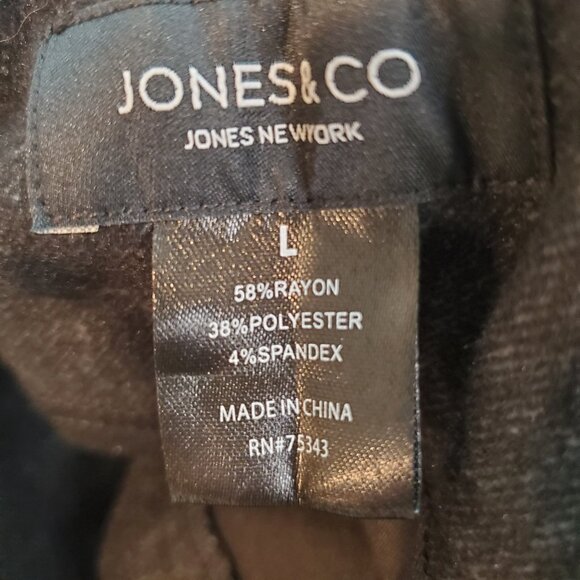 JONES&CO
JONES NEWYORK
L
58%RAYON
38%POLYESTER
4%SPANDEX
MADE IN CHINA
RN#75343